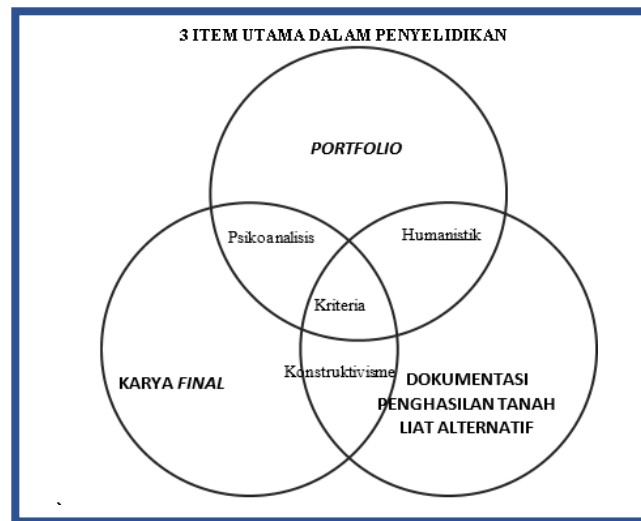 3 ITEM UTAMA DALAM PENYELIDIKAN
PORTFOLIO
Psikoanalisis
Humanistik
Kriteria
Konstruktivisme
KARYA FINAL
DOKUMENTASI
PENGHASILAN TANAH
LIAT ALTERNATIF